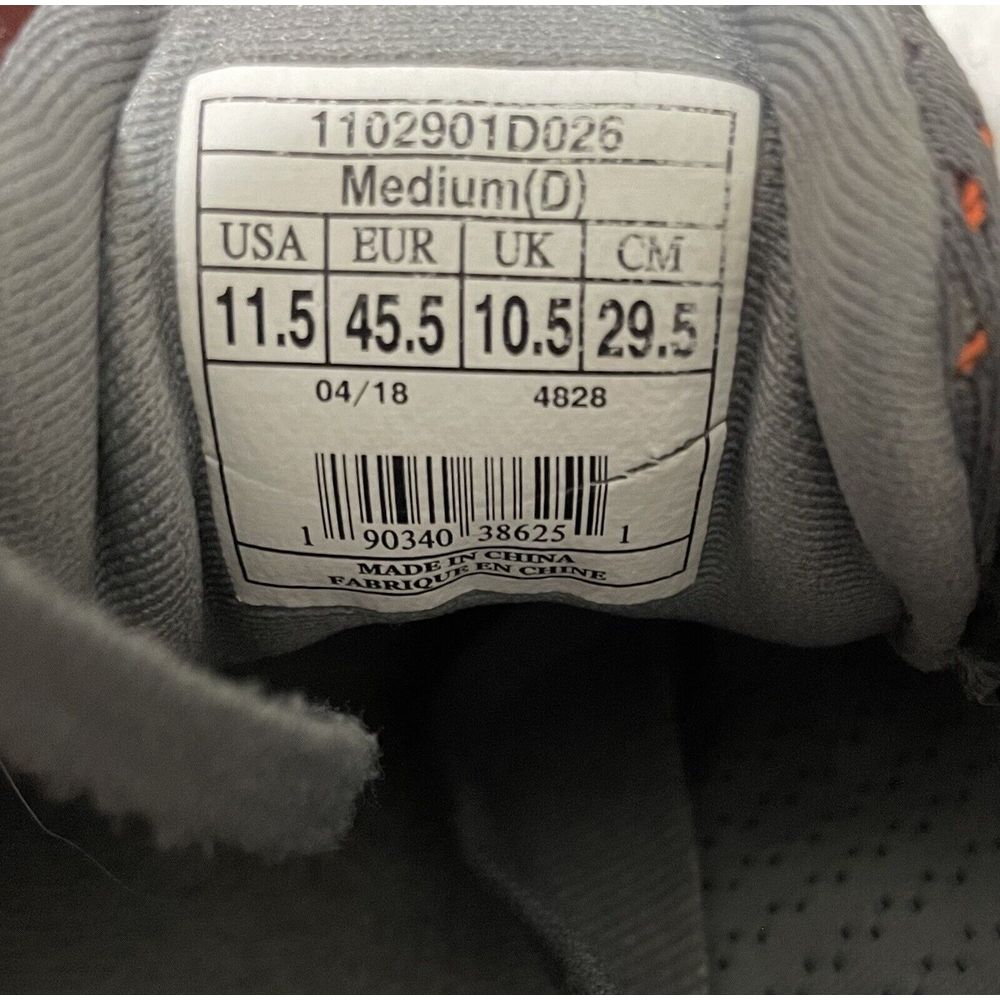 1102901D026
Medium(D)
USA EUR UK CM
11.5 45.5 10.5 29.5
04/18 4828
1 90340 38625 1
MADE IN CHINA
FABRIQUE EN CHINE